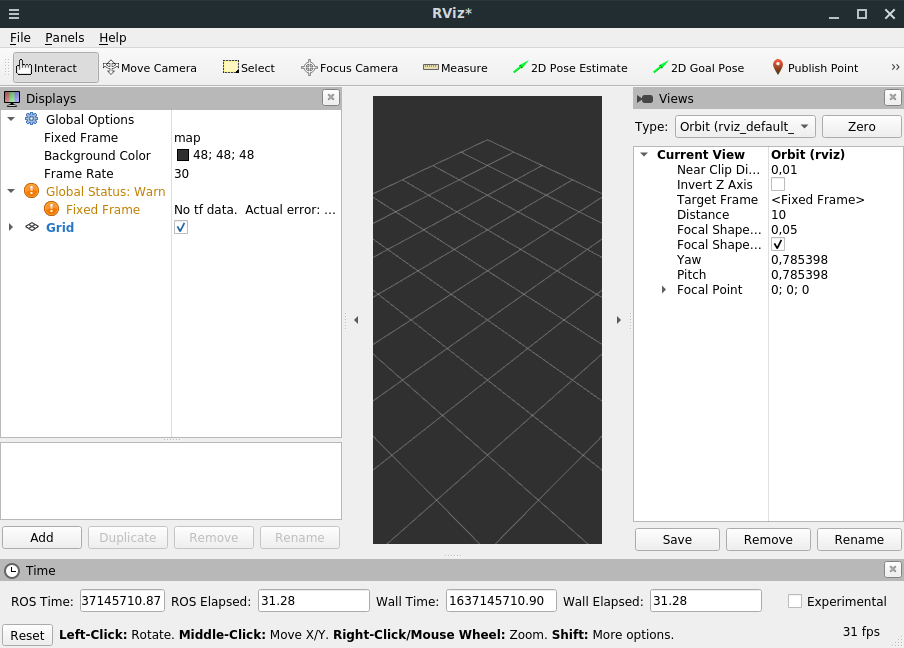 RViz*
File Panels Help
Interact Move Camera Select Focus Camera Measure 2D Pose Estimate 2D Goal Pose Publish Point »
Displays
Global Options
Fixed Frame map
Background Color 48; 48; 48
Frame Rate 30
Global Status: Warn
Fixed Frame No tf data.  Actual error: ...
Grid
Add Duplicate Remove Rename
Views
Type: Orbit (rviz_default_ Zero
Current View Orbit (rviz)
Near Clip Di... 0,01
Invert Z Axis
Target Frame <Fixed Frame>
Distance 10
Focal Shape... 0,05
Focal Shape...
Yaw 0,785398
Pitch 0,785398
Focal Point 0; 0; 0
Save Remove Rename
Time
ROS Time: 37145710.87 ROS Elapsed: 31.28 Wall Time: 1637145710.90 Wall Elapsed: 31.28 Experimental
Reset Left-Click: Rotate. Middle-Click: Move X/Y. Right-Click/Mouse Wheel: Zoom. Shift: More options. 31 fps